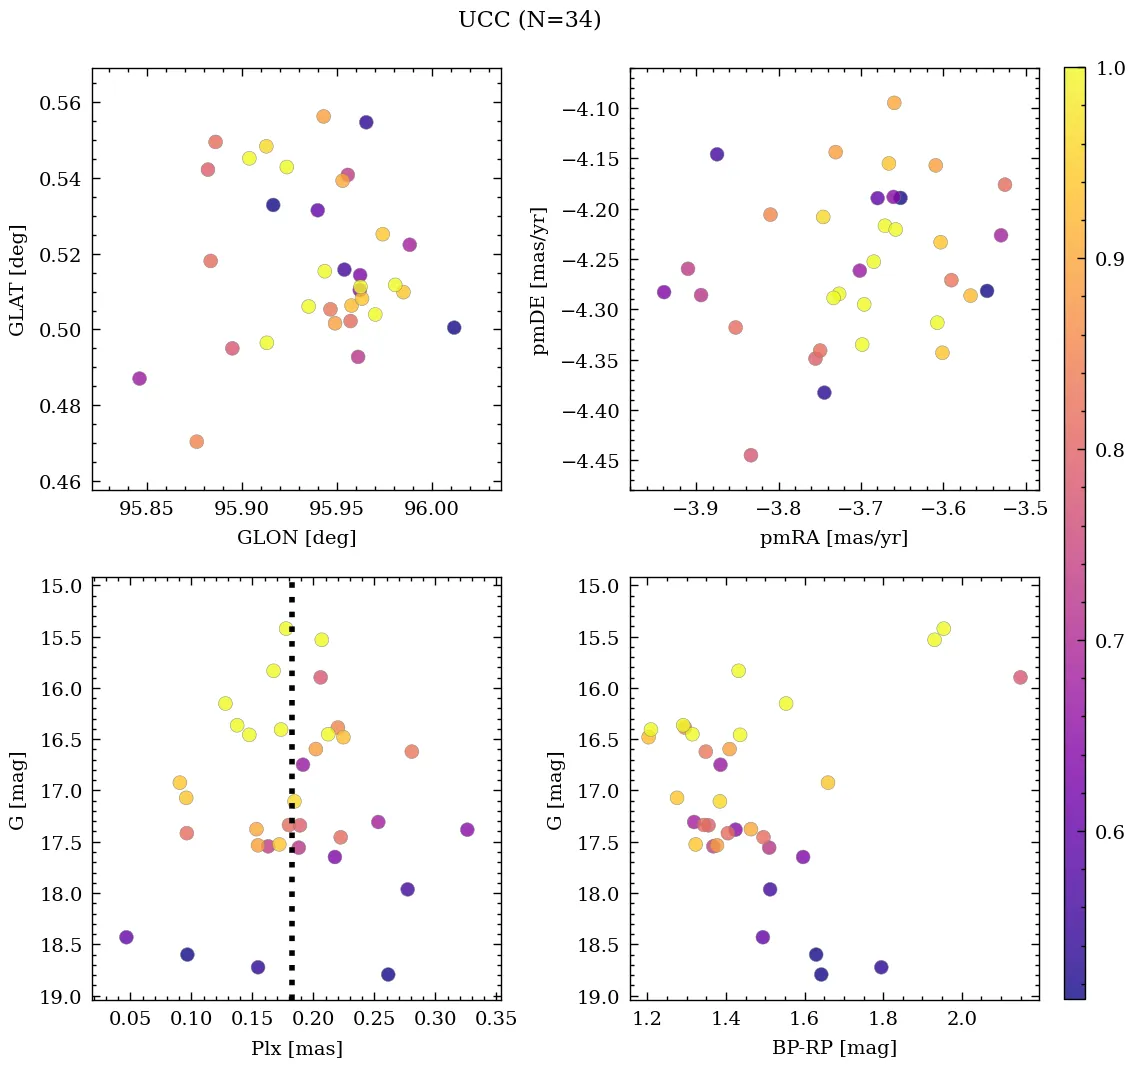 UCC (N=34)
0.56
0.54
0.52
0.50
0.48
0.46
GLAT [deg]
95.85 95.90 95.95 96.00
GLON [deg]
−4.10
−4.15
−4.20
−4.25
−4.30
−4.35
−4.40
−4.45
pmDE [mas/yr]
−3.9 −3.8 −3.7 −3.6 −3.5
pmRA [mas/yr]
15.0
15.5
16.0
16.5
17.0
17.5
18.0
18.5
19.0
G [mag]
0.05 0.10 0.15 0.20 0.25 0.30 0.35
Plx [mas]
15.0
15.5
16.0
16.5
17.0
17.5
18.0
18.5
19.0
G [mag]
1.2 1.4 1.6 1.8 2.0
BP-RP [mag]
1.0
0.9
0.8
0.7
0.6